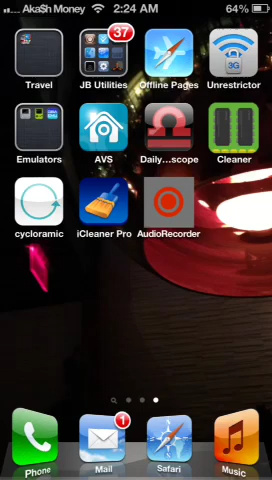 Aka$h Money 2:24 AM 64%
37
Travel JB Utilities Offline Pages Unrestrictor
3G
Emulators AVS Daily...scope Cleaner
cycloramic iCleaner Pro AudioRecorder
1
Phone Mail Safari Music